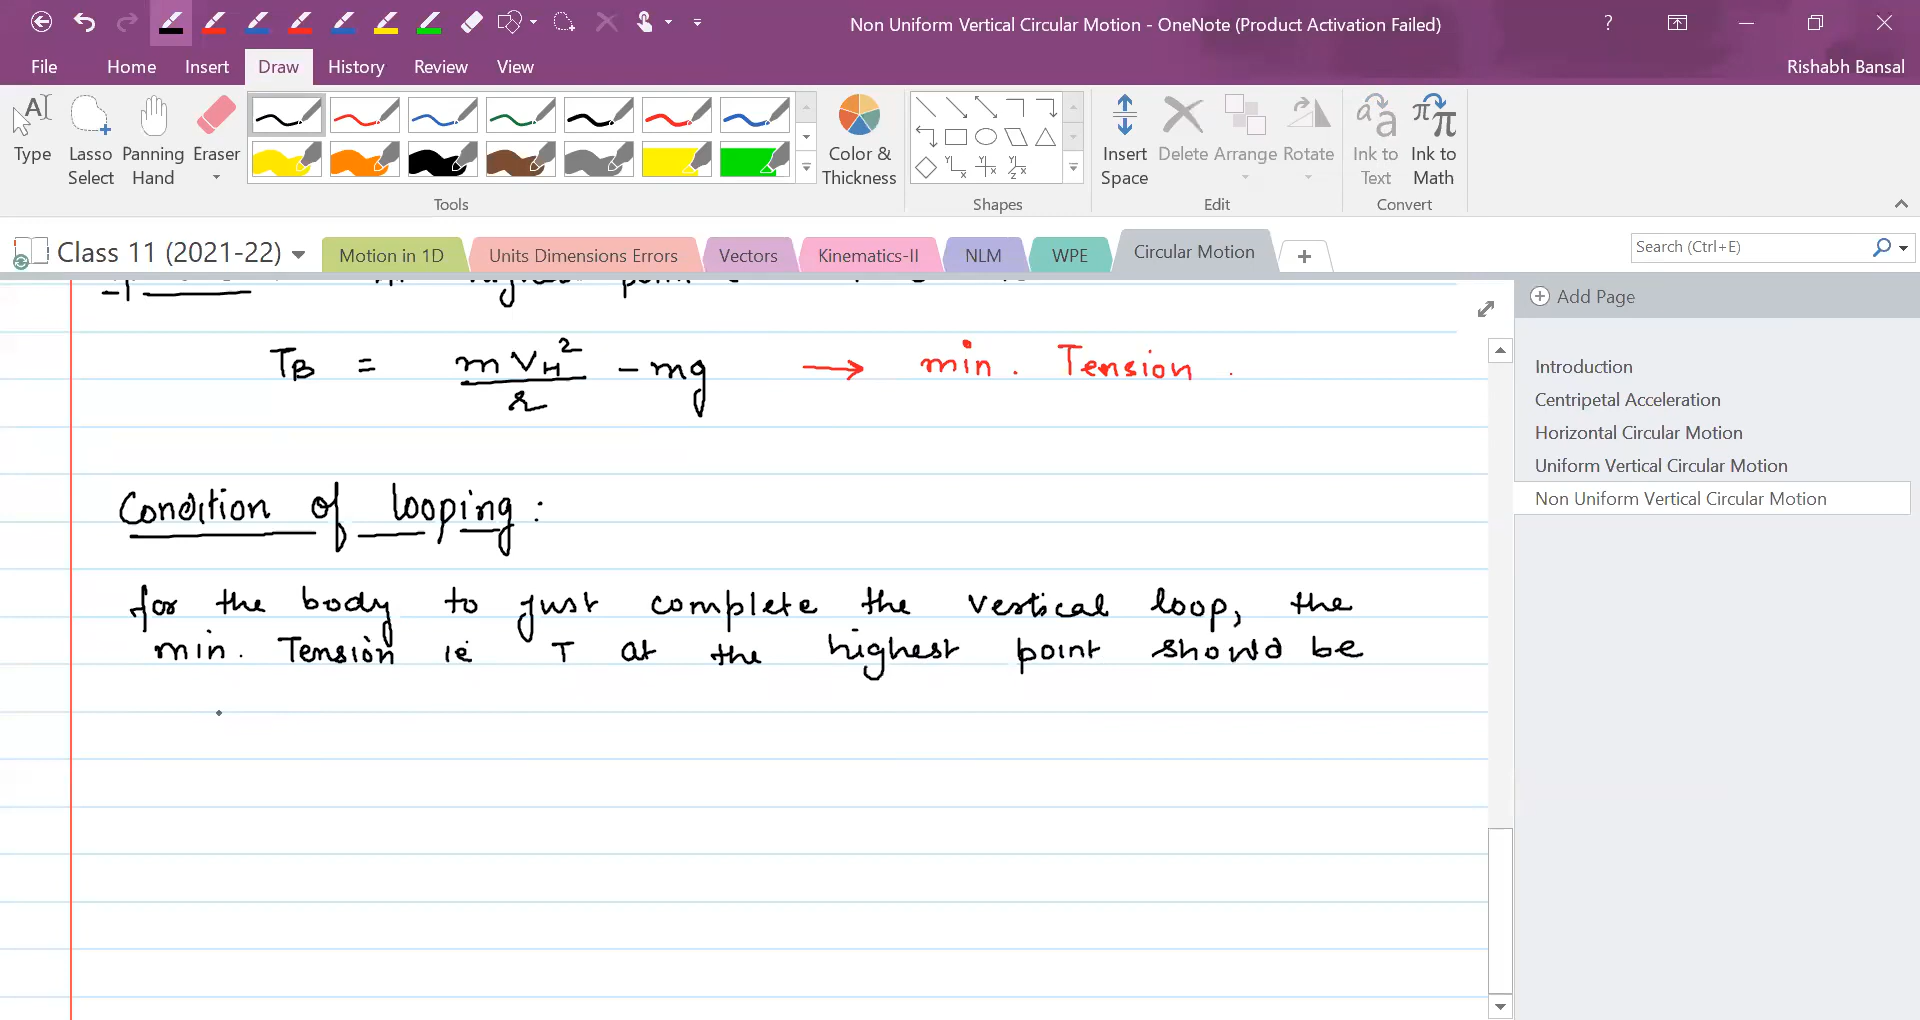 Non Uniform Vertical Circular Motion - OneNote (Product Activation Failed)
?
File Home Insert Draw History Review View
Rishabh Bansal
Type
Lasso Select
Panning Hand
Eraser
Color & Thickness
Insert Space
Delete
Arrange
Rotate
Ink to Text
Ink to Math
Tools
Shapes
Edit
Convert
Class 11 (2021-22)
Motion in 1D
Units Dimensions Errors
Vectors
Kinematics-II
NLM
WPE
Circular Motion
Search (Ctrl+E)
Add Page
Introduction
Centripetal Acceleration
Horizontal Circular Motion
Uniform Vertical Circular Motion
Non Uniform Vertical Circular Motion
point
TB = mVH²/r - mg → min. Tension.
Condition of looping:
for the body to just complete the vertical loop, the
min. Tension ie T at the highest point should be